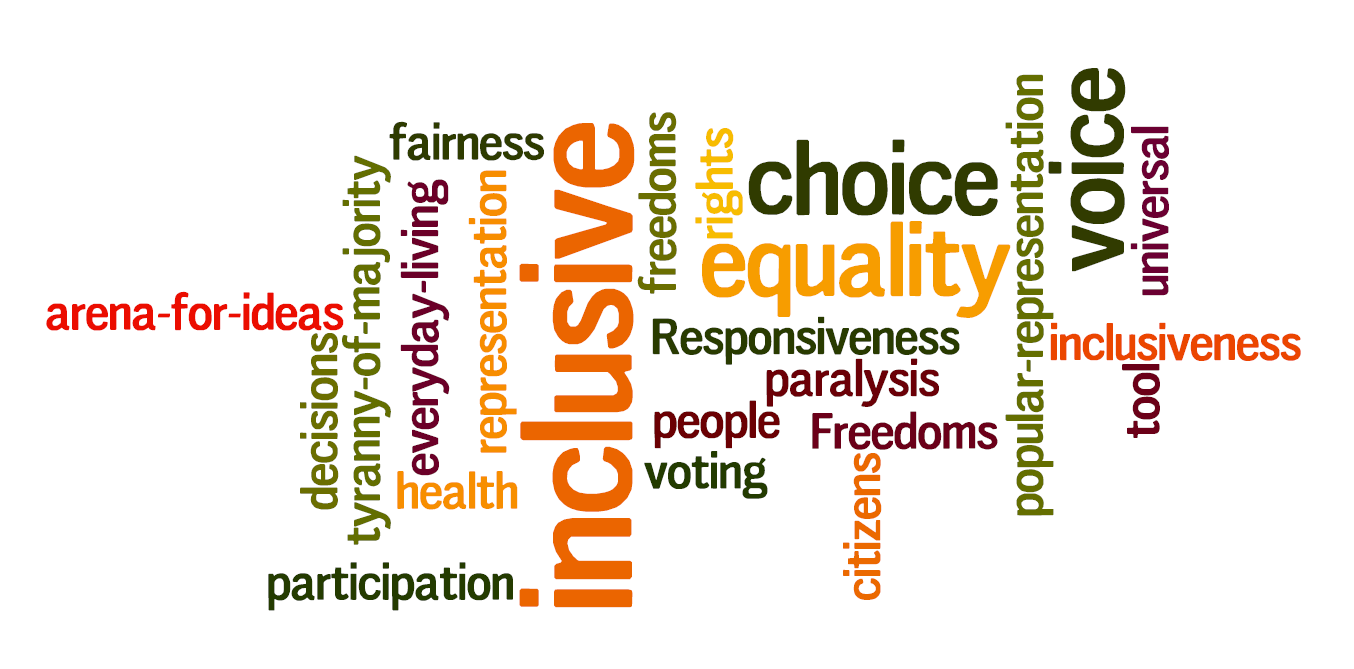 arena-for-ideas
decisions
tyranny-of-majority
fairness
everyday-living
representation
health
participation
inclusive
freedoms
rights
choice
equality
Responsiveness
paralysis
people
Freedoms
voting
citizens
popular-representation
voice
universal
inclusiveness
tool